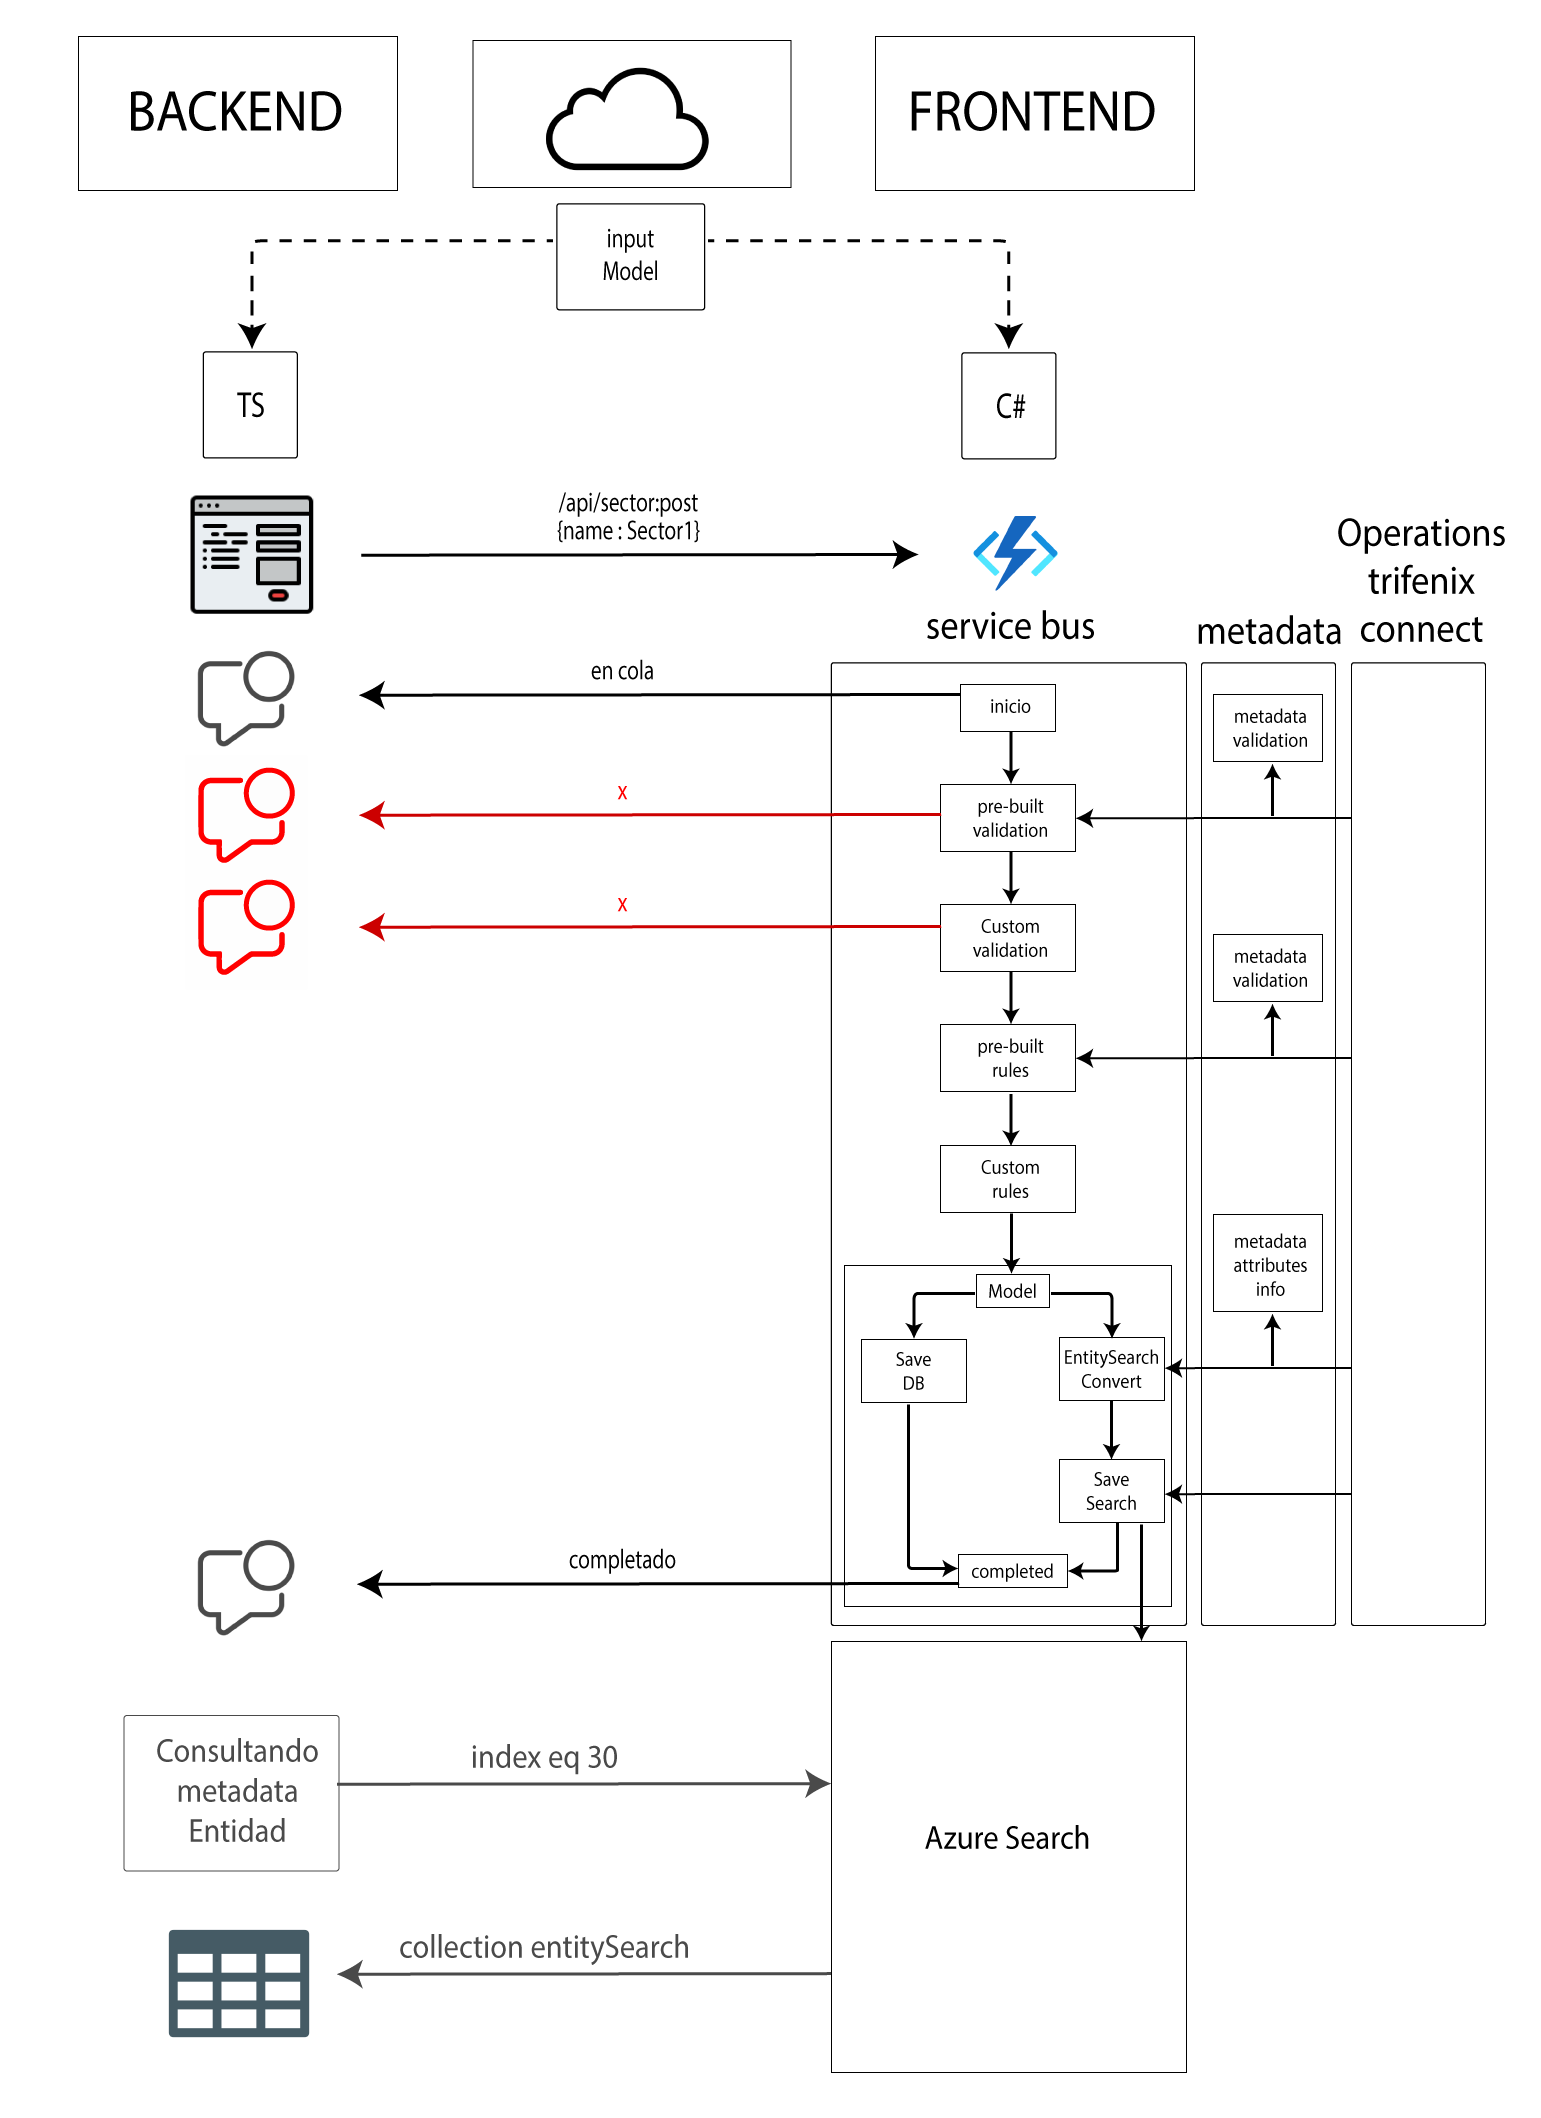 BACKEND
FRONTEND
input
Model
TS
C#
/api/sector:post
{name : Sector1}
service bus
metadata
Operations
trifenix
connect
en cola
inicio
metadata
validation
x
pre-built
validation
x
Custom
validation
metadata
validation
pre-built
rules
Custom
rules
metadata
attributes
info
Model
Save
DB
EntitySearch
Convert
Save
Search
completado
completed
Consultando
metadata
Entidad
index eq 30
Azure Search
collection entitySearch